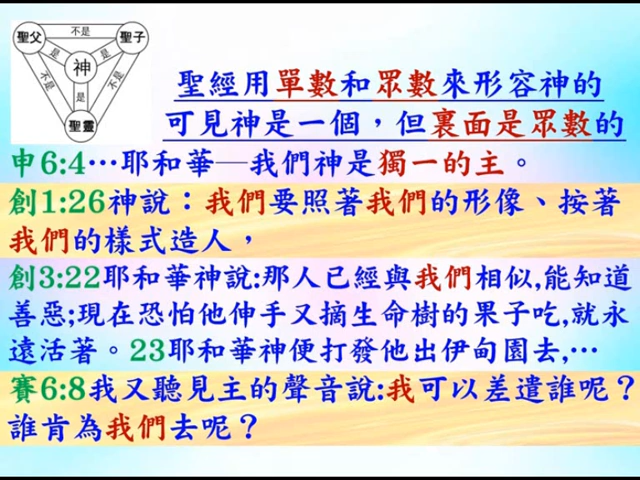 聖父
不是
聖子
是
是
神
不是
是
不是
聖靈
聖經用單數和眾數來形容神的
可見神是一個，但裏面是眾數的
申6:4…耶和華─我們神是獨一的主。
創1:26神說：我們要照著我們的形像、按著
我們的樣式造人，
創3:22耶和華神說:那人已經與我們相似,能知道
善惡;現在恐怕他伸手又摘生命樹的果子吃,就永
遠活著。23耶和華神便打發他出伊甸園去,…
賽6:8我又聽見主的聲音說:我可以差遣誰呢？
誰肯為我們去呢？